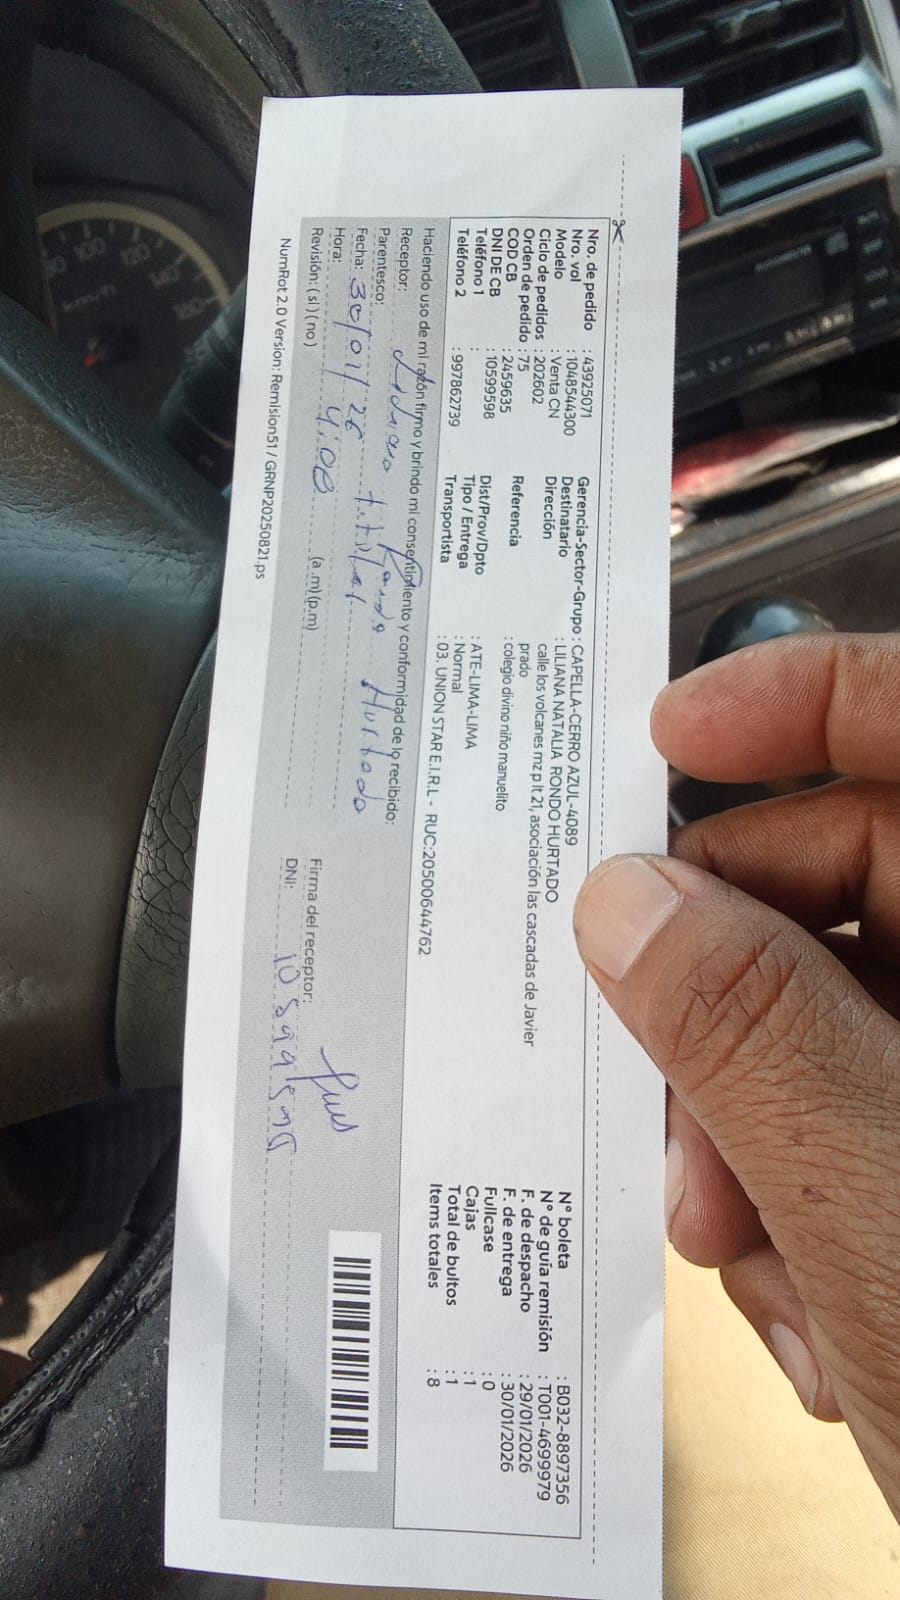 Nro. de pedido : 43925071
Nro. vol : 1048544300
Modelo : Venta CN
Ciclo de pedidos : 202602
Orden de pedido : 75
COD CB : 2459635
DNI DE CB : 10599596
Teléfono 1 :
Teléfono 2 : 997862739
Gerencia-Sector-Grupo : CAPELLA-CERRO AZUL-4089
Destinatario : LILIANA NATALIA RONDO HURTADO
Dirección : calle los volcanes mz p lt 21, asociación las cascadas de Javier
prado
Referencia : colegio divino niño manuelito
Dist/Prov/Dpto : ATE-LIMA-LIMA
Tipo / Entrega : Normal
Transportista : 03. UNION STAR E.I.R.L - RUC:20500644762
N° boleta : B032-8897356
N° de guía remisión : T001-4699979
F. de despacho : 29/01/2026
F. de entrega : 30/01/2026
Fullcase : 0
Cajas : 1
Total de bultos : 1
Items totales : 8
Haciendo uso de mi razón firmo y brindo mi consentimiento y conformidad de lo recibido:
Receptor: Rondo Hurtado
Parentesco: titular
Fecha: 30/01/26
Hora: 4:08 (a .m) (p.m)
Revisión: ( si ) ( no )
Firma del receptor:
DNI: 10599596
NumRot 2.0 Version: Remision51 / GRNP20250821.ps